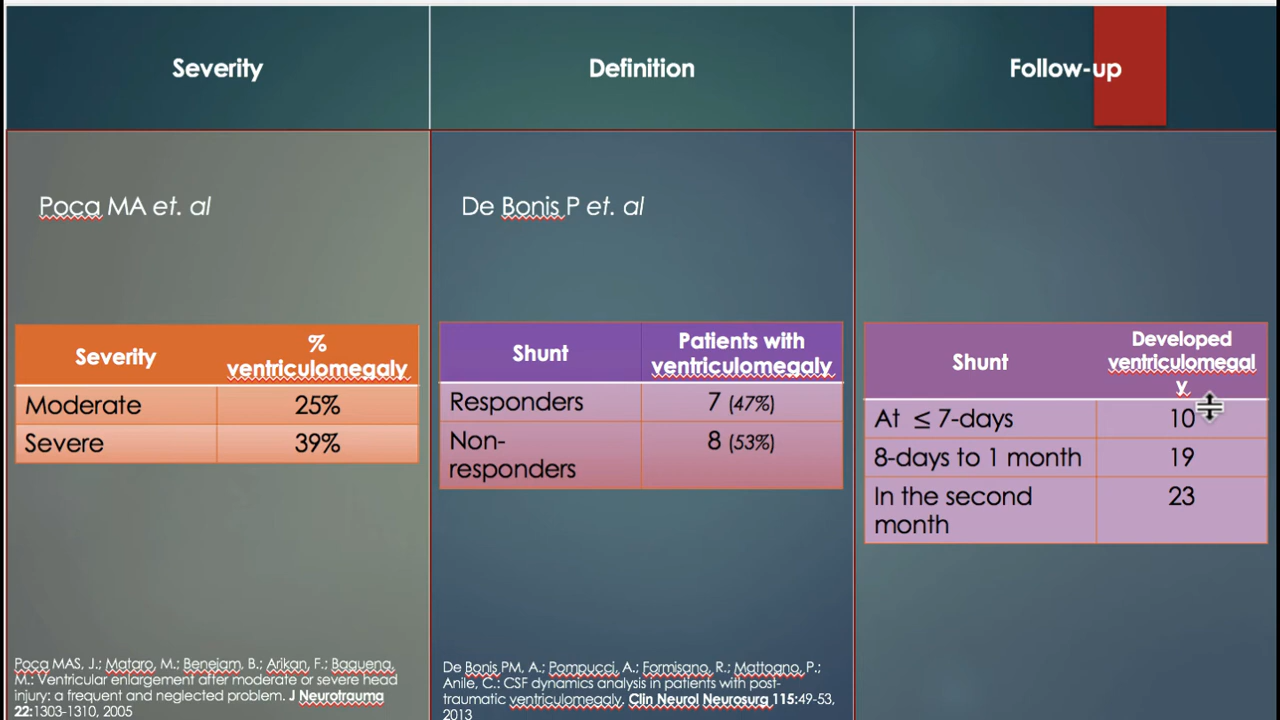 Severity
Definition
Follow-up
Poca MA et. al
Severity
%
ventriculomegaly
Moderate
25%
Severe
39%
Poca MAS, J.; Mataro, M.; Benejam, B.; Arikan, F.; Baguena,
M.: Ventricular enlargement after moderate or severe head
injury: a frequent and neglected problem. J Neurotrauma
22:1303-1310, 2005
De Bonis P et. al
Shunt
Patients with
ventriculomegaly
Responders
7 (47%)
Non-
responders
8 (53%)
De Bonis PM, A.; Pompucci, A.; Formisano, R.; Mattogno, P.;
Anile, C.: CSF dynamics analysis in patients with post-
traumatic ventriculomegaly. Clin Neurol Neurosurg 115:49-53,
2013
Shunt
Developed
ventriculomegal
y
At ≤ 7-days
10
8-days to 1 month
19
In the second
month
23